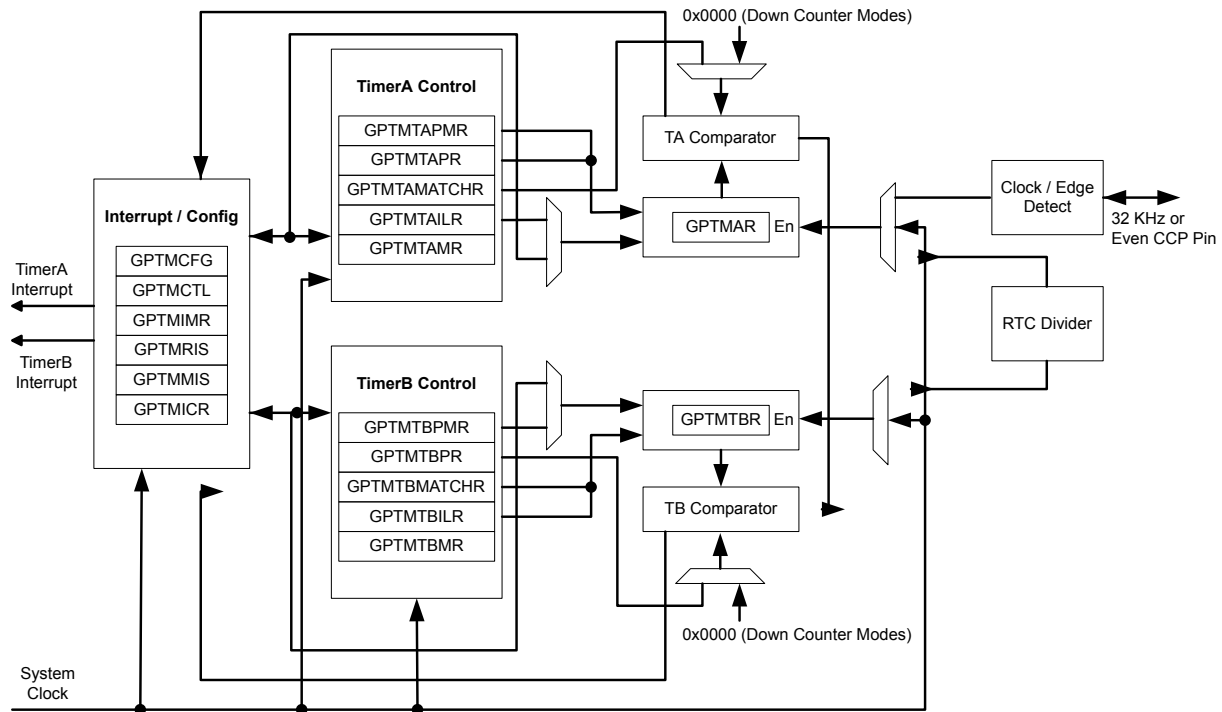 0x0000 (Down Counter Modes)
TimerA Control
GPTMTAPMR
GPTMTAPR
GPTMTAMATCHR
GPTMTAILR
GPTMTAMR
TA Comparator
GPTMAR
En
Clock / Edge
Detect
32 KHz or
Even CCP Pin
Interrupt / Config
GPTMCFG
GPTMCTL
GPTMIMR
GPTMRIS
GPTMMIS
GPTMICR
TimerA
Interrupt
TimerB
Interrupt
RTC Divider
TimerB Control
GPTMTBPMR
GPTMTBPR
GPTMTBMATCHR
GPTMTBILR
GPTMTBMR
GPTMTBR
En
TB Comparator
0x0000 (Down Counter Modes)
System
Clock